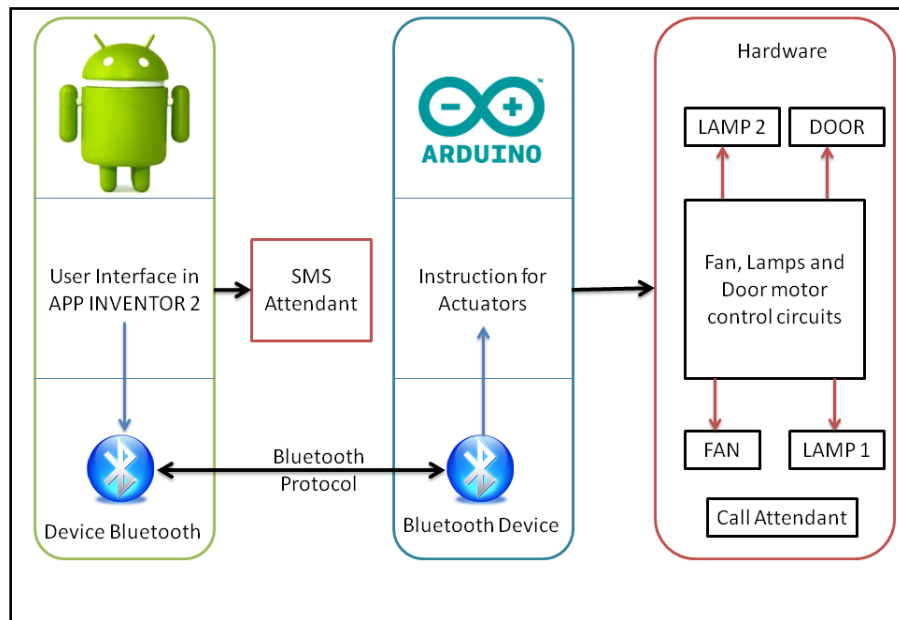 User Interface in
APP INVENTOR 2
Device Bluetooth
SMS
Attendant
Bluetooth
Protocol
ARDUINO
TM
Instruction for
Actuators
Bluetooth Device
Hardware
LAMP 2
DOOR
Fan, Lamps and
Door motor
control circuits
FAN
LAMP 1
Call Attendant